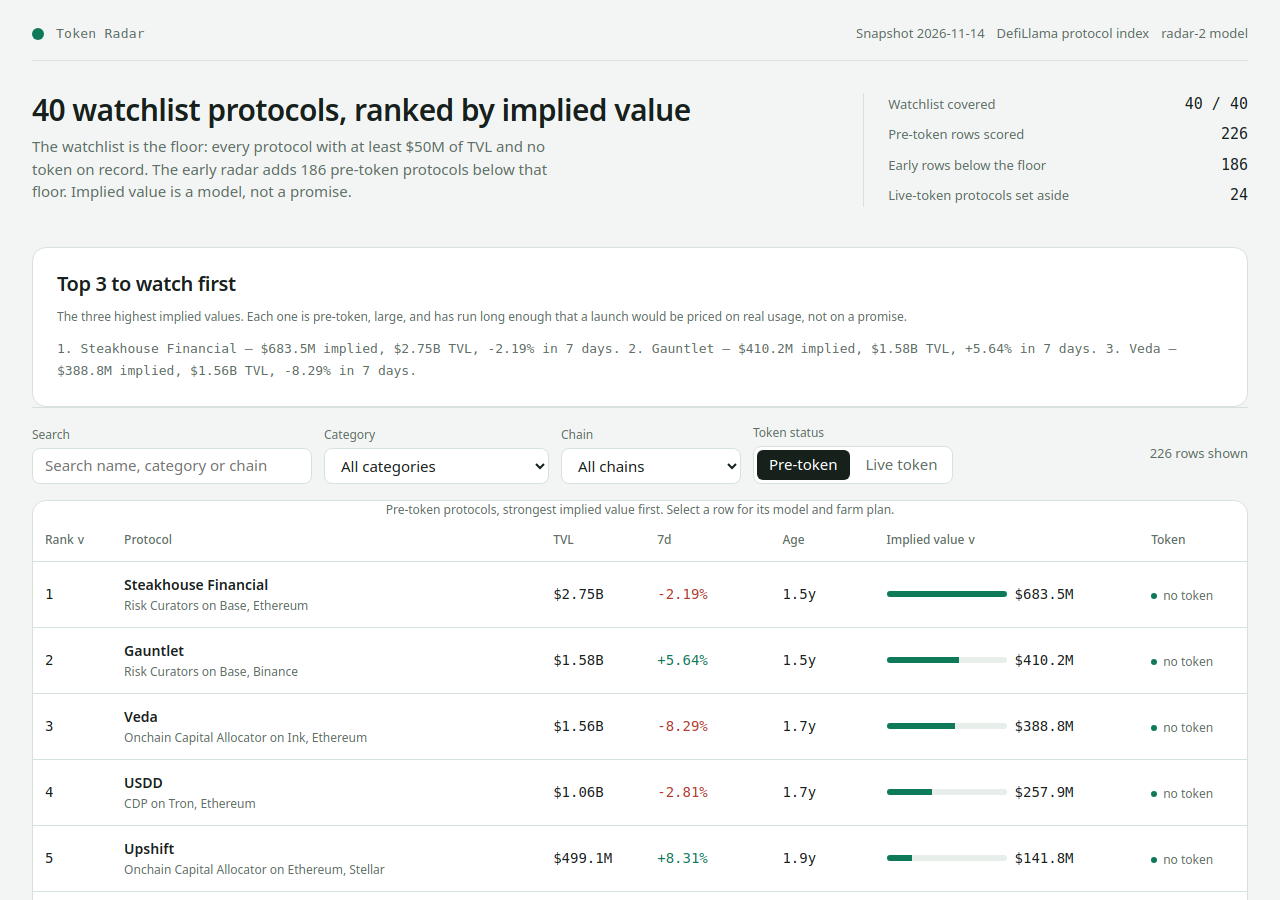 Token Radar
Snapshot 2026-11-14 DefiLlama protocol index radar-2 model
40 watchlist protocols, ranked by implied value
The watchlist is the floor: every protocol with at least $50M of TVL and no
token on record. The early radar adds 186 pre-token protocols below that
floor. Implied value is a model, not a promise.
Watchlist covered 40 / 40
Pre-token rows scored 226
Early rows below the floor 186
Live-token protocols set aside 24
Top 3 to watch first
The three highest implied values. Each one is pre-token, large, and has run long enough that a launch would be priced on real usage, not on a promise.
1. Steakhouse Financial — $683.5M implied, $2.75B TVL, -2.19% in 7 days. 2. Gauntlet — $410.2M implied, $1.58B TVL, +5.64% in 7 days. 3. Veda —
$388.8M implied, $1.56B TVL, -8.29% in 7 days.
Search Category Chain Token status
Search name, category or chain All categories All chains Pre-token Live token 226 rows shown
Pre-token protocols, strongest implied value first. Select a row for its model and farm plan.
Rank v Protocol TVL 7d Age Implied value v Token
1 Steakhouse Financial $2.75B -2.19% 1.5y $683.5M no token
Risk Curators on Base, Ethereum
2 Gauntlet $1.58B +5.64% 1.5y $410.2M no token
Risk Curators on Base, Binance
3 Veda $1.56B -8.29% 1.7y $388.8M no token
Onchain Capital Allocator on Ink, Ethereum
4 USDD $1.06B -2.81% 1.7y $257.9M no token
CDP on Tron, Ethereum
5 Upshift $499.1M +8.31% 1.9y $141.8M no token
Onchain Capital Allocator on Ethereum, Stellar